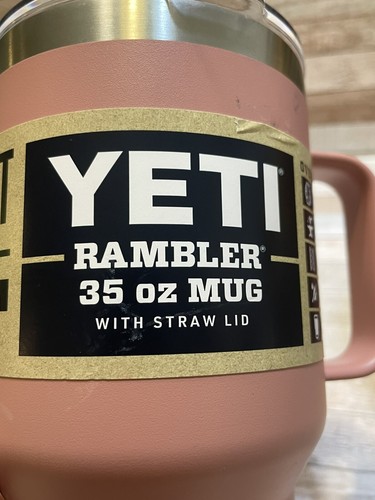 YETI®
RAMBLER®
35 oz MUG
WITH STRAW LID